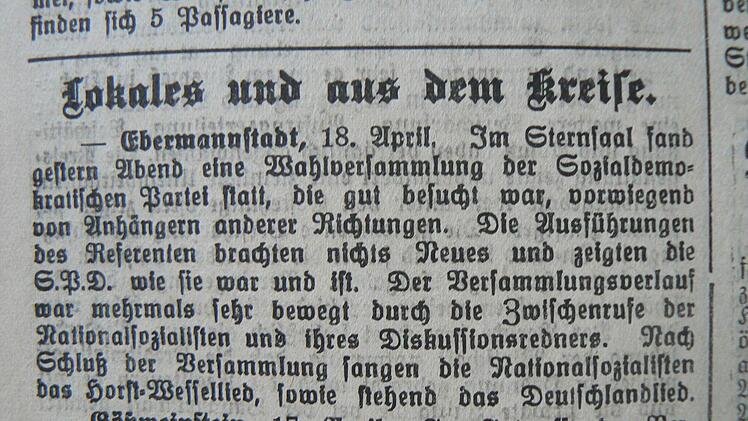 finden sich 5 Passagiere.
Lokales und aus dem Kreise.
— Ebermannstadt, 18. April. Im Sternsaal fand
gestern Abend eine Wahlversammlung der Sozialdemo-
kratischen Partei statt, die gut besucht war, vorwiegend
von Anhängern anderer Richtungen. Die Ausführungen
des Referenten brachten nichts Neues und zeigten die
S.P.D. wie sie war und ist. Der Versammlungsverlauf
war mehrmals sehr bewegt durch die Zwischenrufe der
Nationalsozialisten und ihres Diskussionsredners. Nach
Schluß der Versammlung sangen die Nationalsozialisten
das Horst-Wessellied, sowie stehend das Deutschlandlied.